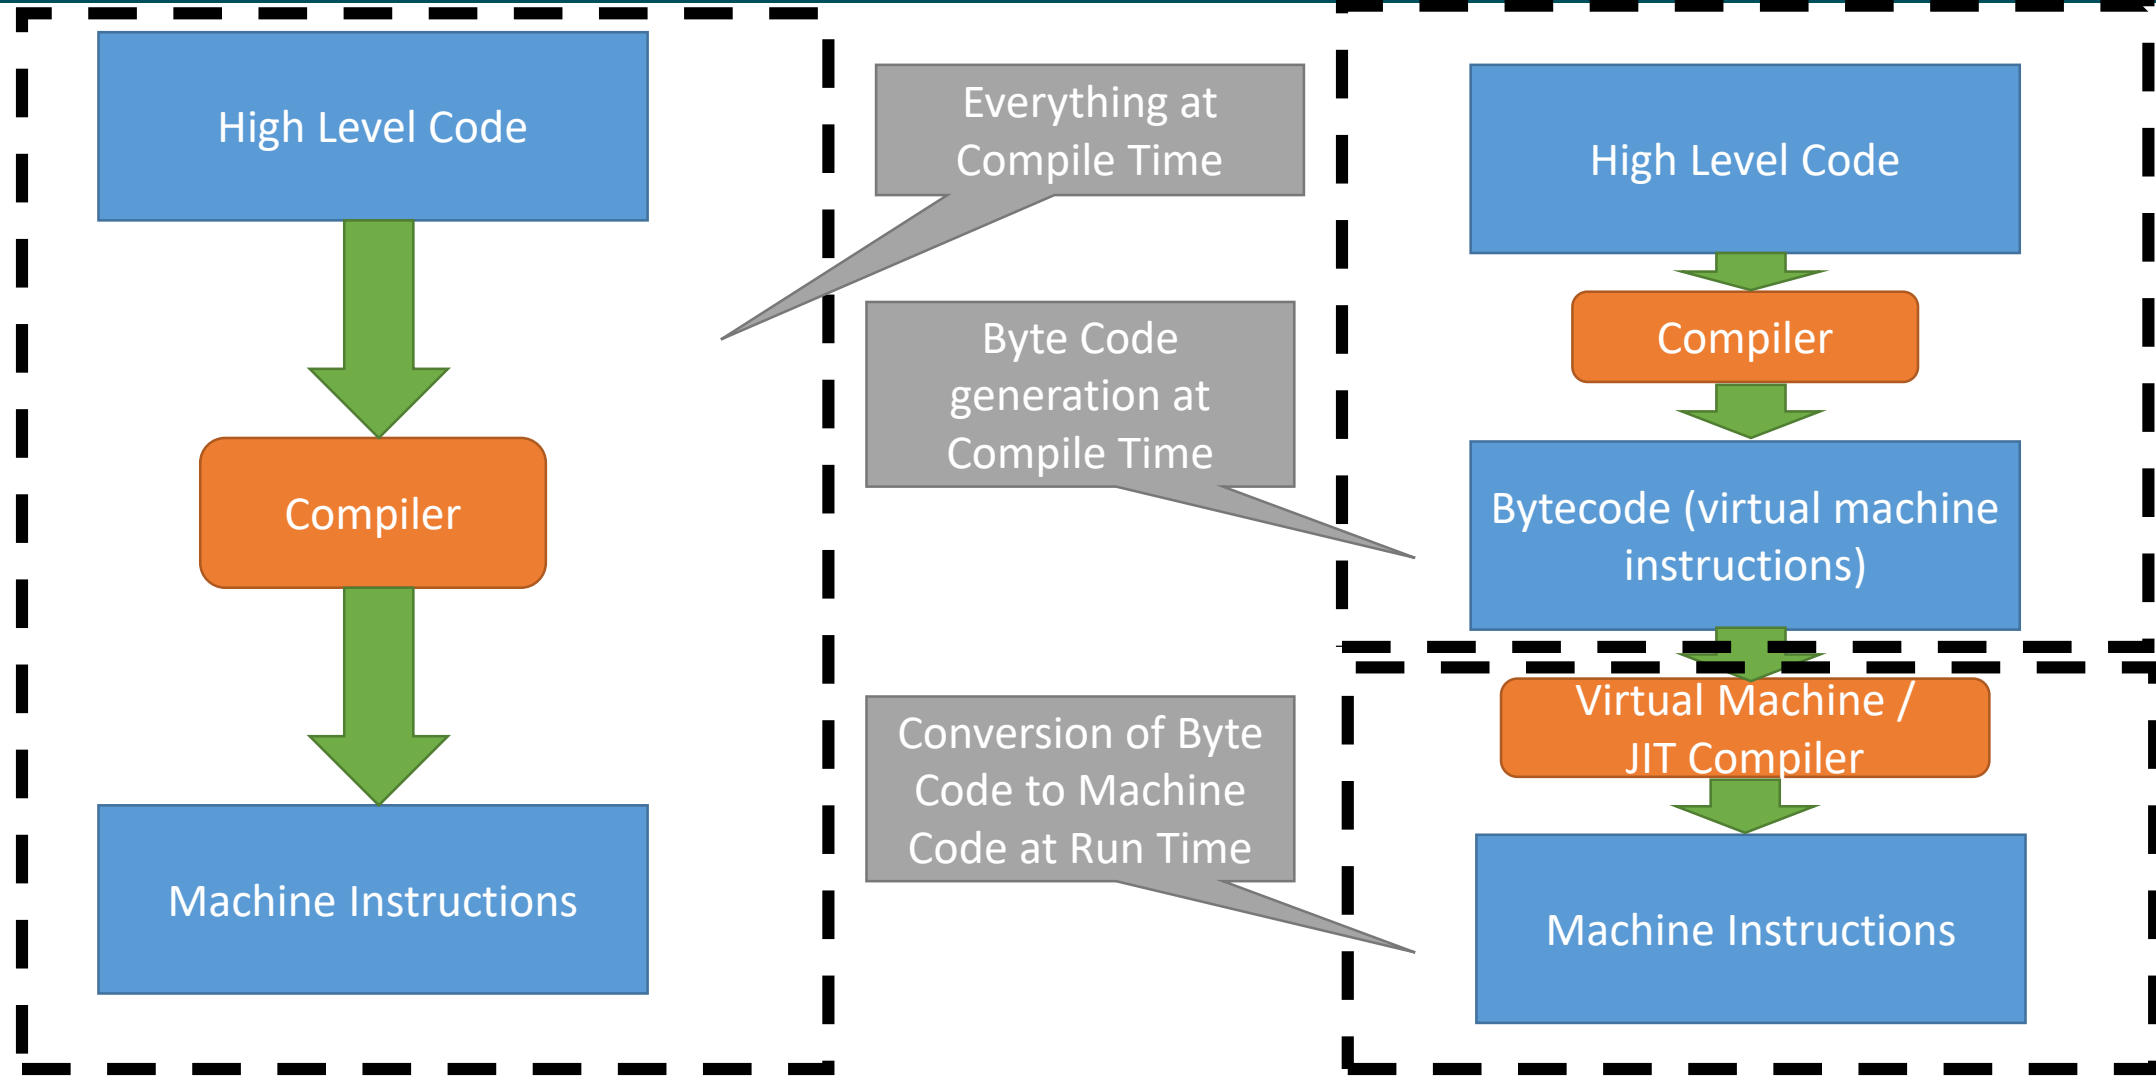 High Level Code
Compiler
Machine Instructions
Everything at
Compile Time
Byte Code
generation at
Compile Time
Conversion of Byte
Code to Machine
Code at Run Time
High Level Code
Compiler
Bytecode (virtual machine
instructions)
Virtual Machine /
JIT Compiler
Machine Instructions